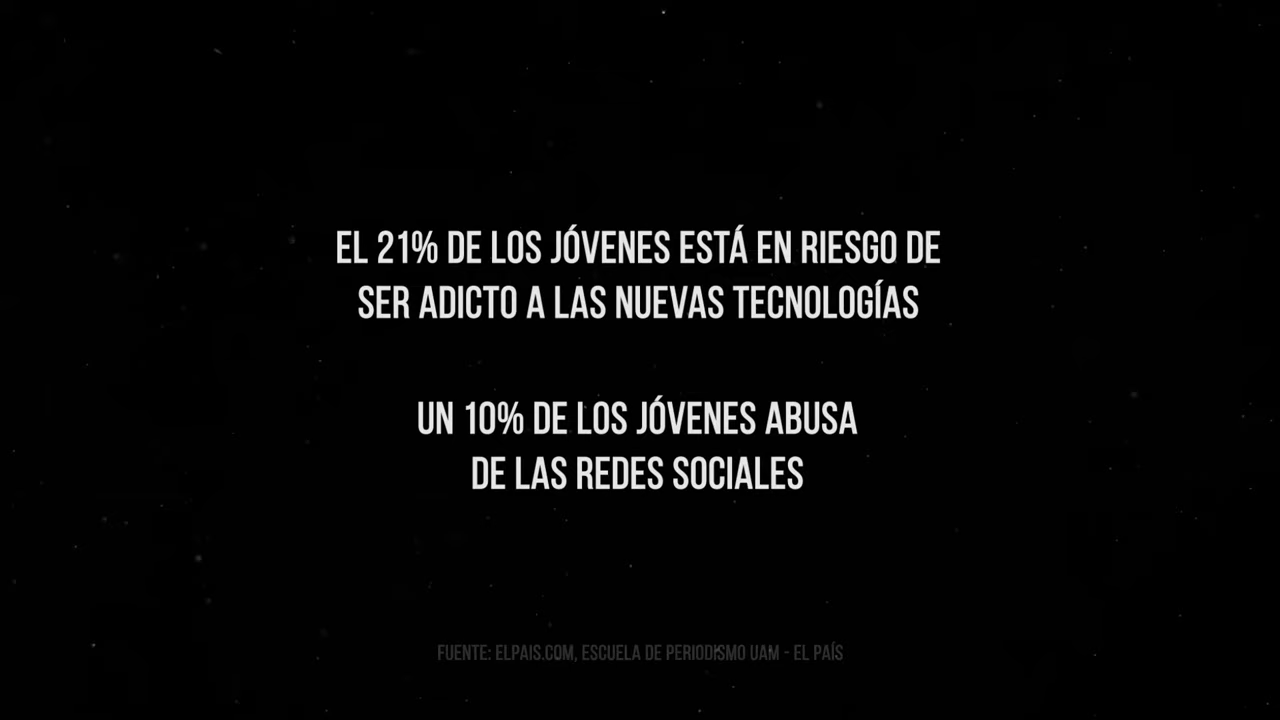 EL 21% DE LOS JÓVENES ESTÁ EN RIESGO DE
SER ADICTO A LAS NUEVAS TECNOLOGÍAS
UN 10% DE LOS JÓVENES ABUSA
DE LAS REDES SOCIALES
FUENTE: ELPAIS.COM, ESCUELA DE PERIODISMO UAM - EL PAÍS